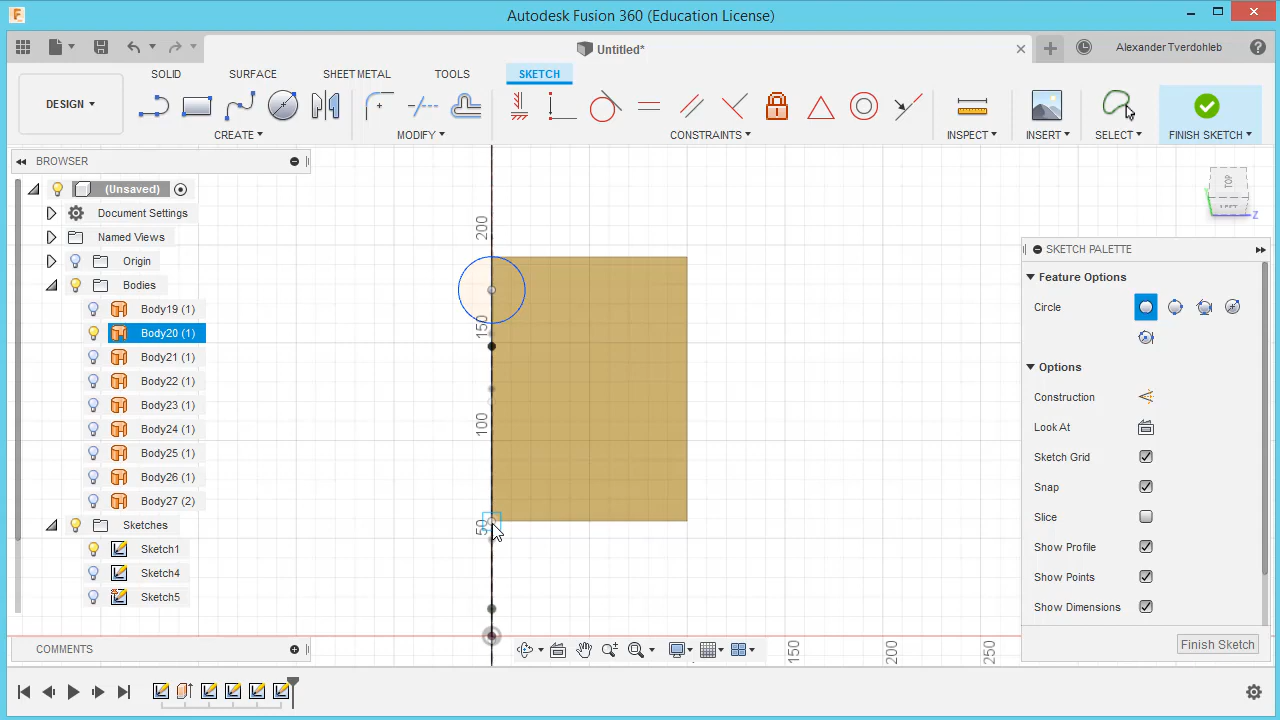 Autodesk Fusion 360 (Education License)
Untitled*
Alexander Tverdohleb
SOLID SURFACE SHEET METAL TOOLS SKETCH
DESIGN
CREATE MODIFY CONSTRAINTS INSPECT INSERT SELECT FINISH SKETCH
BROWSER
(Unsaved)
Document Settings
Named Views
Origin
Bodies
Body19 (1)
Body20 (1)
Body21 (1)
Body22 (1)
Body23 (1)
Body24 (1)
Body25 (1)
Body26 (1)
Body27 (2)
Sketches
Sketch1
Sketch4
Sketch5
COMMENTS
200
150
100
50
150
200
250
TOP
LEFT
Z
SKETCH PALETTE
Feature Options
Circle
Options
Construction
Look At
Sketch Grid
Snap
Slice
Show Profile
Show Points
Show Dimensions
Finish Sketch